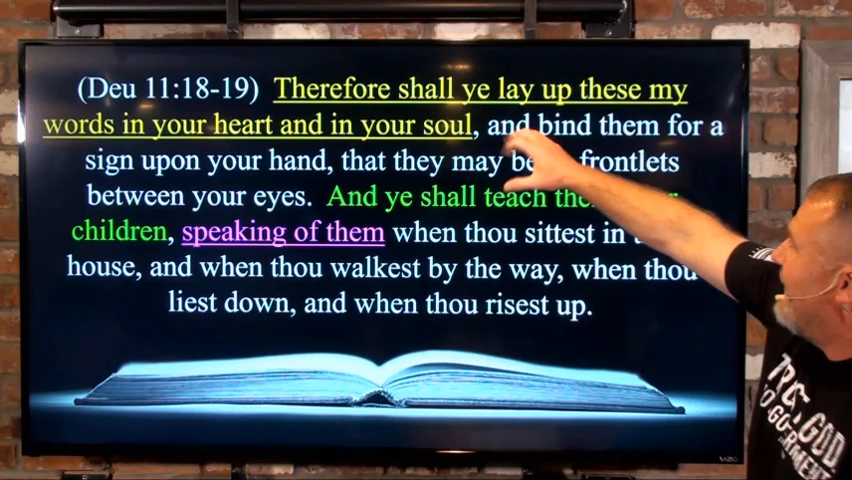 (Deu 11:18-19) Therefore shall ye lay up these my
words in your heart and in your soul, and bind them for a
sign upon your hand, that they may frontlets
between your eyes. And ye shall teach
children, speaking of them when thou sittest in
house, and when thou walkest by the way, when thou
liest down, and when thou risest up.
VIZIO
GOD